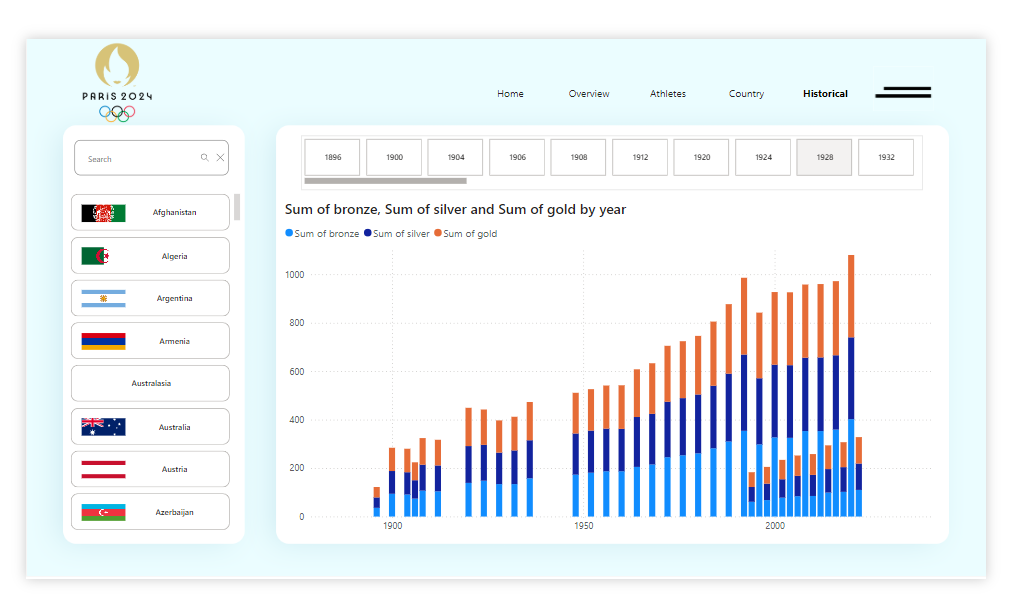 PARIS 2024
Home Overview Athletes Country Historical
Search
Afghanistan
Algeria
Argentina
Armenia
Australasia
Australia
Austria
Azerbaijan
1896 1900 1904 1906 1908 1912 1920 1924 1928 1932
Sum of bronze, Sum of silver and Sum of gold by year
Sum of bronze Sum of silver Sum of gold
1000
800
600
400
200
0
1900 1950 2000